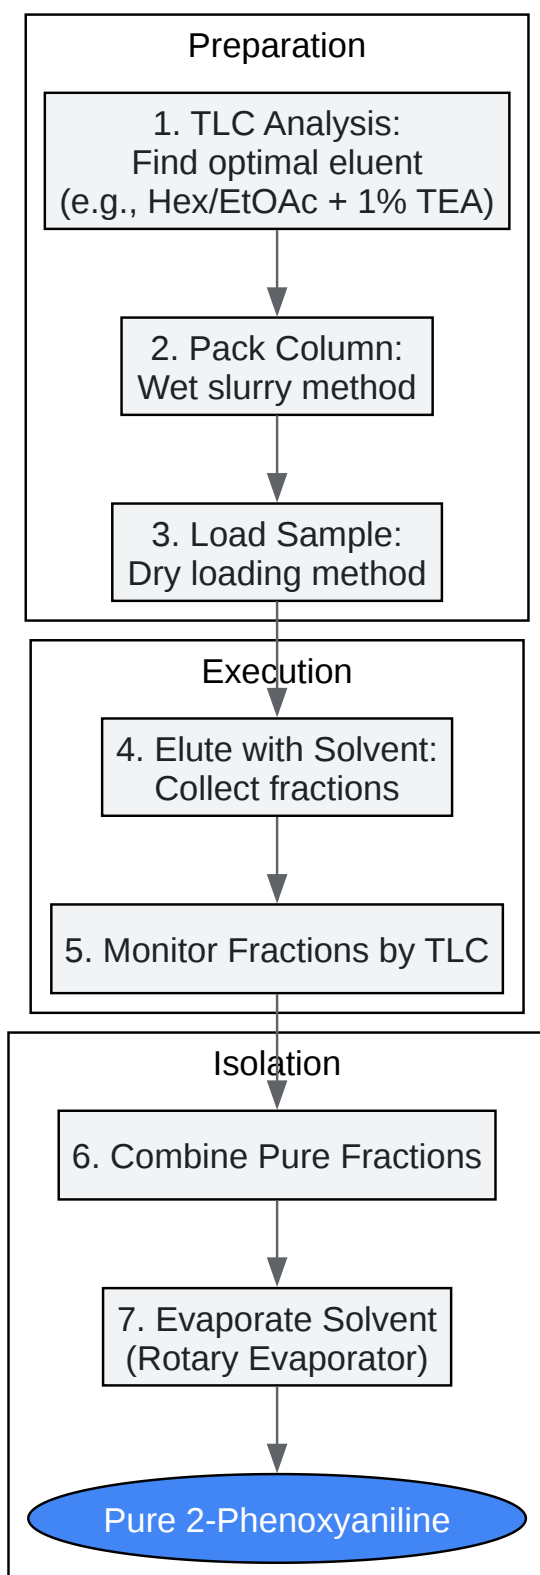 Preparation
1. TLC Analysis:
Find optimal eluent
(e.g., Hex/EtOAc + 1% TEA)
2. Pack Column:
Wet slurry method
3. Load Sample:
Dry loading method
Execution
4. Elute with Solvent:
Collect fractions
5. Monitor Fractions by TLC
Isolation
6. Combine Pure Fractions
7. Evaporate Solvent
(Rotary Evaporator)
Pure 2-Phenoxyaniline